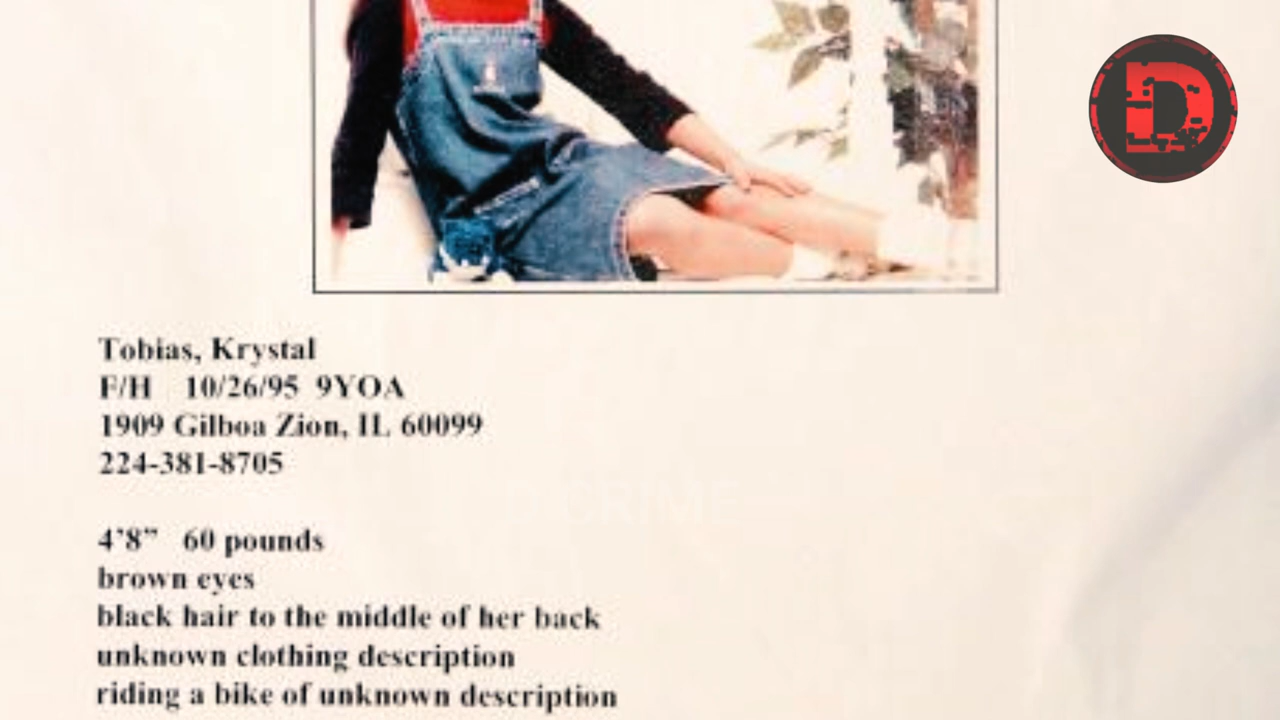 Tobias, Krystal
F/H 10/26/95 9YOA
1909 Gilboa Zion, IL 60099
224-381-8705
4'8” 60 pounds
brown eyes
black hair to the middle of her back
unknown clothing description
riding a bike of unknown description
D